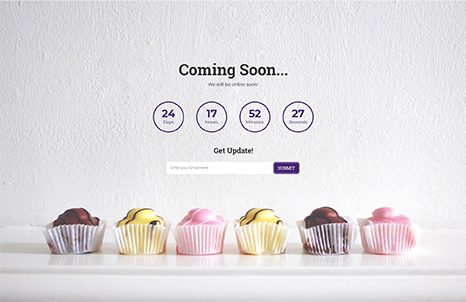 Coming Soon...
We will be online soon!
24 17 52 27
Days Hours Minutes Seconds
Get Update!
Enter your Email Here
SUBMIT